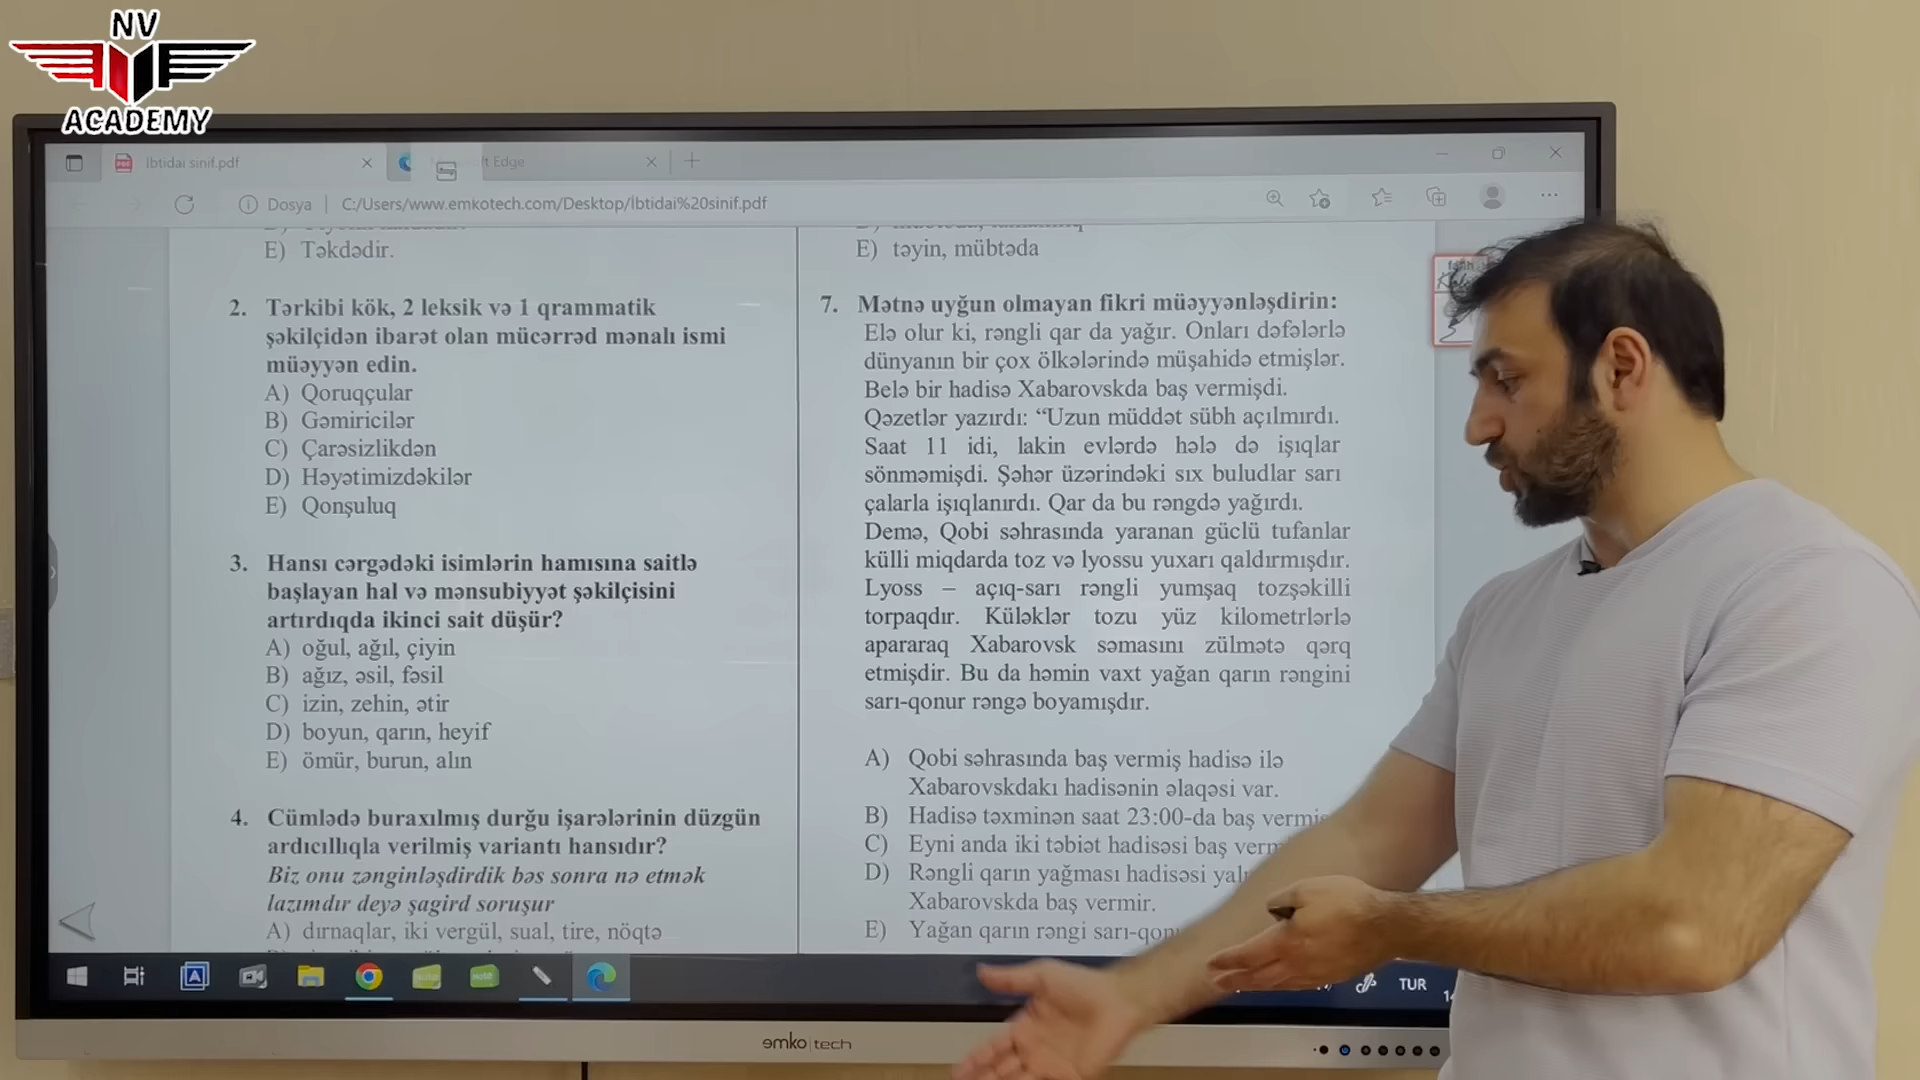 NV
ACADEMY
Ibtidai sinif.pdf
t Edge
Dosya | C:/Users/www.emkotech.com/Desktop/Ibtidai%20sinif.pdf
E) Təkdədir.
2. Tərkibi kök, 2 leksik və 1 qrammatik
şəkilçidən ibarət olan mücərrəd mənalı ismi
müəyyən edin.
A) Qoruqçular
B) Gəmiricilər
C) Çarəsizlikdən
D) Həyətimizdəkilər
E) Qonşuluq
3. Hansı cərgədəki isimlərin hamısına saitlə
başlayan hal və mənsubiyyət şəkilçisini
artırdıqda ikinci sait düşür?
A) oğul, ağıl, çiyin
B) ağız, əsil, fəsil
C) izin, zehin, ətir
D) boyun, qarın, heyif
E) ömür, burun, alın
4. Cümlədə buraxılmış durğu işarələrinin düzgün
ardıcıllıqla verilmiş variantı hansıdır?
Biz onu zənginləşdirdik bəs sonra nə etmək
lazımdır deyə şagird soruşur
A) dırnaqlar, iki vergül, sual, tire, nöqtə
E) təyin, mübtəda
7. Mətnə uyğun olmayan fikri müəyyənləşdirin:
Elə olur ki, rəngli qar da yağır. Onları dəfələrlə
dünyanın bir çox ölkələrində müşahidə etmişlər.
Belə bir hadisə Xabarovskda baş vermişdi.
Qəzetlər yazırdı: “Uzun müddət sübh açılmırdı.
Saat 11 idi, lakin evlərdə hələ də işıqlar
sönməmişdi. Şəhər üzərindəki sıx buludlar sarı
çalarla işıqlanırdı. Qar da bu rəngdə yağırdı.
Demə, Qobi səhrasında yaranan güclü tufanlar
külli miqdarda toz və lyossu yuxarı qaldırmışdır.
Lyoss – açıq-sarı rəngli yumşaq tozşəkilli
torpaqdır. Küləklər tozu yüz kilometrlərlə
apararaq Xabarovsk səmasını zülmətə qərq
etmişdir. Bu da həmin vaxt yağan qarın rəngini
sarı-qonur rəngə boyamışdır.
A) Qobi səhrasında baş vermiş hadisə ilə
Xabarovskdakı hadisənin əlaqəsi var.
B) Hadisə təxminən saat 23:00-da baş vermiş
C) Eyni anda iki təbiət hadisəsi baş verm
D) Rəngli qarın yağması hadisəsi yal
Xabarovskda baş vermir.
E) Yağan qarın rəngi sarı-qon
TUR
emko|tech